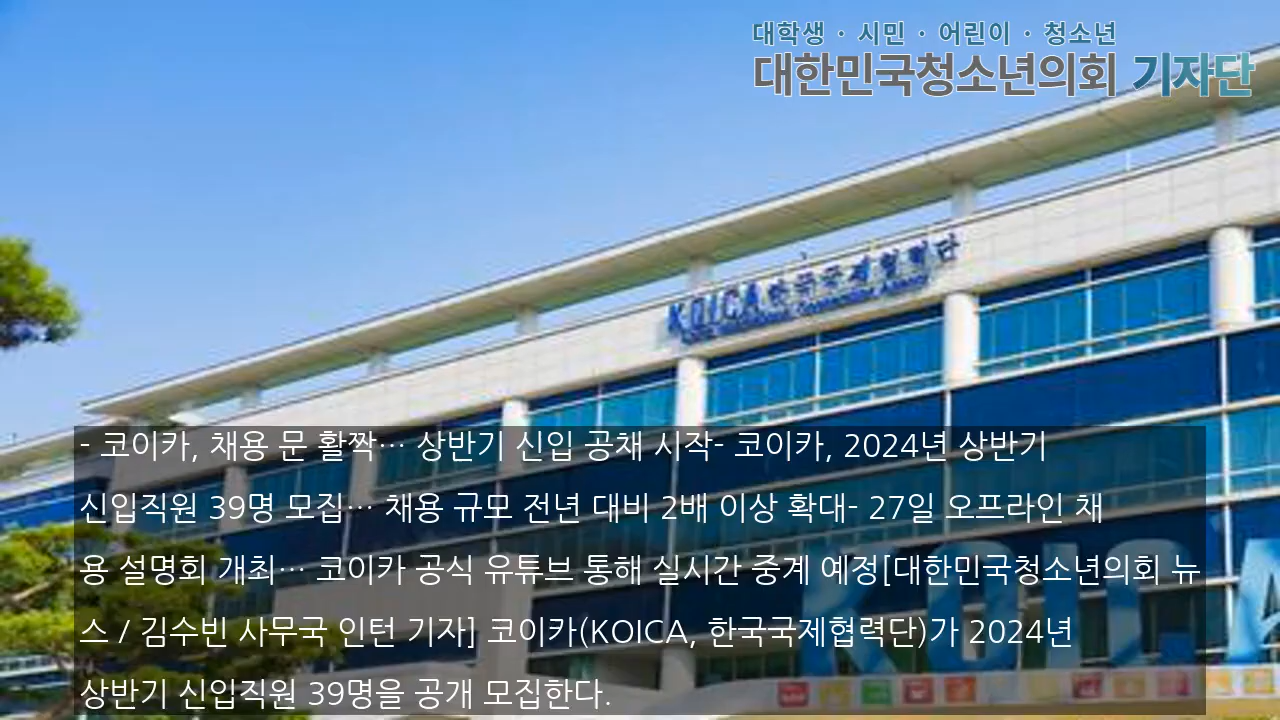 대학생 · 시민 · 어린이 · 청소년
대한민국청소년의회 기자단
KOICA 한국국제협력단
- 코이카, 채용 문 활짝… 상반기 신입 공채 시작- 코이카, 2024년 상반기
신입직원 39명 모집… 채용 규모 전년 대비 2배 이상 확대- 27일 오프라인 채
용 설명회 개최… 코이카 공식 유튜브 통해 실시간 중계 예정[대한민국청소년의회 뉴
스 / 김수빈 사무국 인턴 기자] 코이카(KOICA, 한국국제협력단)가 2024년
상반기 신입직원 39명을 공개 모집한다.